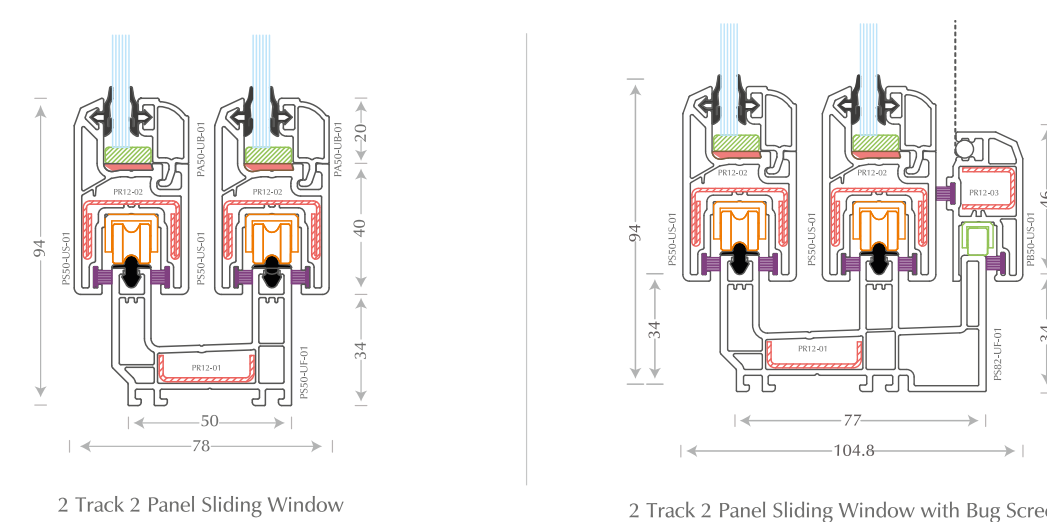 PA50-UB-01
PA50-UB-01
20
PR12-02
PR12-02
40
94
PS50-US-01
PS50-US-01
34
PR12-01
PS50-UF-01
50
78
2 Track 2 Panel Sliding Window
PR12-02
PR12-02
PR12-03
46
94
PS50-US-01
PS50-US-01
PB50-US-01
34
34
PR12-01
PS82-UF-01
77
104.8
2 Track 2 Panel Sliding Window with Bug Scree